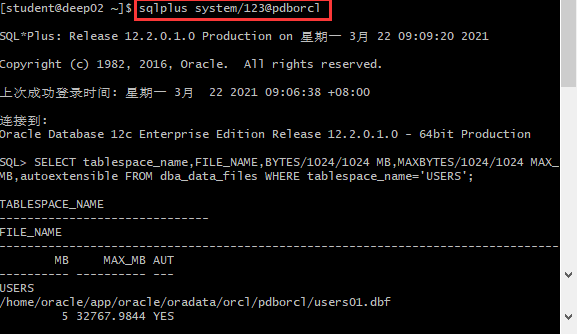 [student@deep02 ~]$ sqlplus system/123@pdborcl
SQL*Plus: Release 12.2.0.1.0 Production on 星期一 3月 22 09:09:20 2021
Copyright (c) 1982, 2016, Oracle.  All rights reserved.
上次成功登录时间: 星期一 3月  22 2021 09:06:38 +08:00
连接到:
Oracle Database 12c Enterprise Edition Release 12.2.0.1.0 - 64bit Production
SQL> SELECT tablespace_name,FILE_NAME,BYTES/1024/1024 MB,MAXBYTES/1024/1024 MAX_
MB,autoextensible FROM dba_data_files WHERE tablespace_name='USERS';
TABLESPACE_NAME
------------------------------
FILE_NAME
--------------------------------------------------------------------------------
        MB     MAX_MB AUT
---------- ---------- ---
USERS
/home/oracle/app/oracle/oradata/orcl/pdborcl/users01.dbf
         5 32767.9844 YES